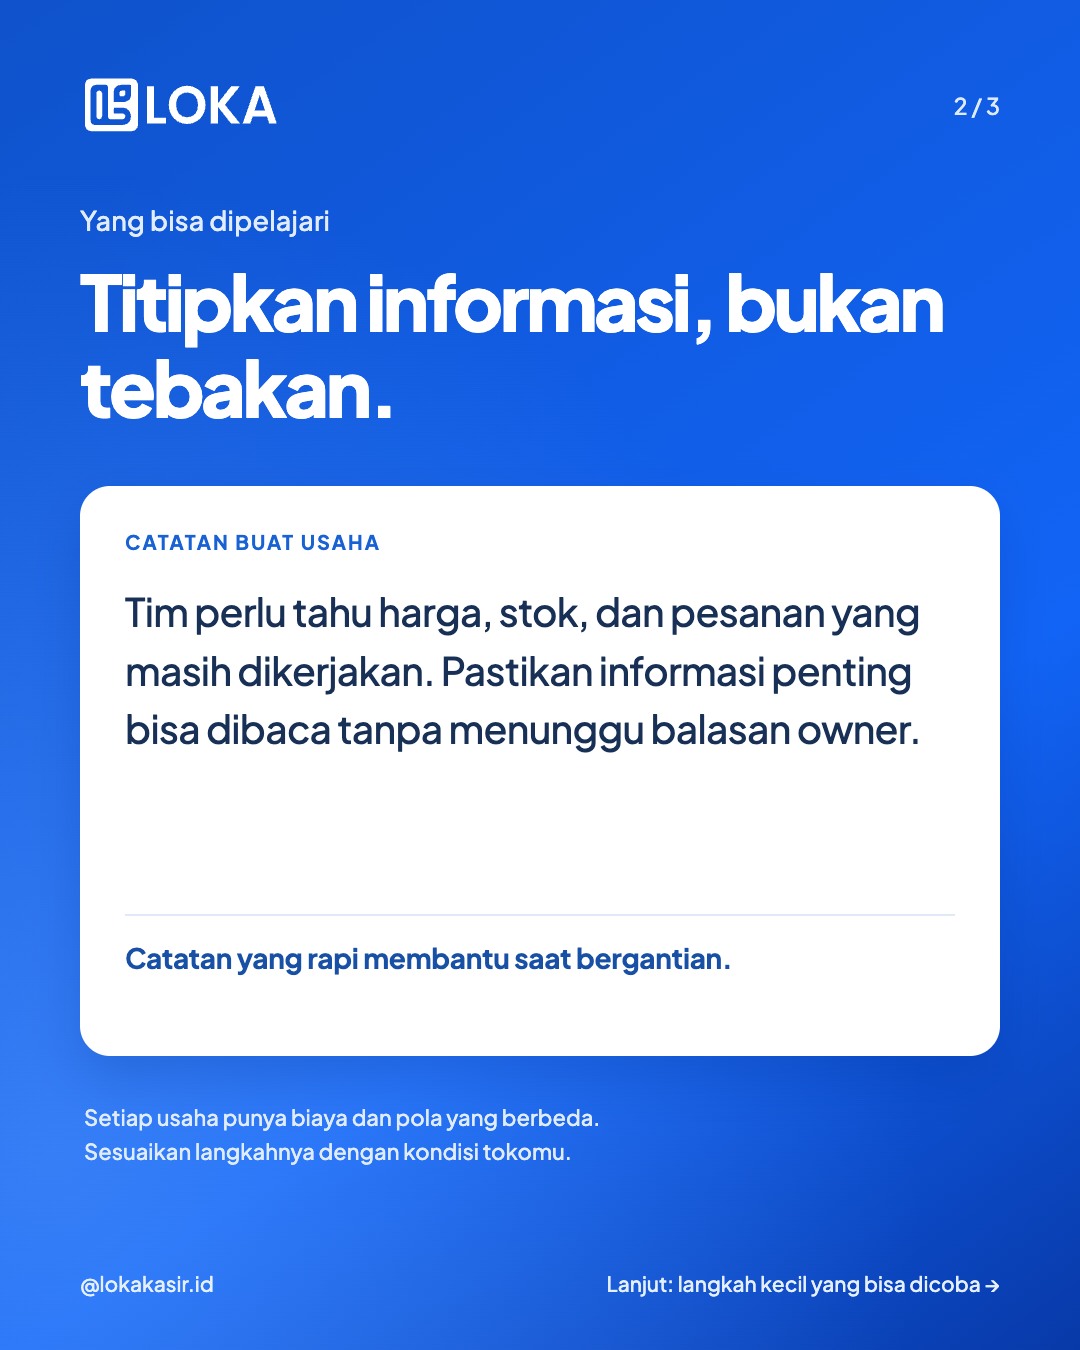 LOKA
2 / 3
Yang bisa dipelajari
Titipkan informasi, bukan
tebakan.
CATATAN BUAT USAHA
Tim perlu tahu harga, stok, dan pesanan yang
masih dikerjakan. Pastikan informasi penting
bisa dibaca tanpa menunggu balasan owner.
Catatan yang rapi membantu saat bergantian.
Setiap usaha punya biaya dan pola yang berbeda.
Sesuaikan langkahnya dengan kondisi tokomu.
@lokakasir.id
Lanjut: langkah kecil yang bisa dicoba →